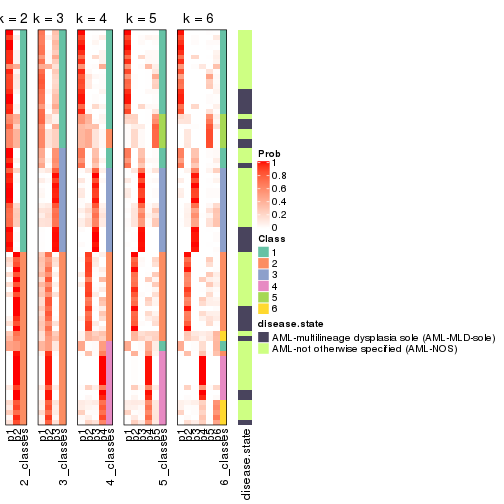 k = 2 k = 3 k = 4 k = 5 k = 6
Prob
1
0.8
0.6
0.4
0.2
0
Class
1
2
3
4
5
6
disease.state
AML-multilineage dysplasia sole (AML-MLD-sole)
AML-not otherwise specified (AML-NOS)
p1
p2
2_classes
p1
p2
p3
3_classes
p1
p2
p3
p4
4_classes
p1
p2
p3
p4
p5
5_classes
p1
p2
p3
p4
p5
p6
6_classes
disease.state